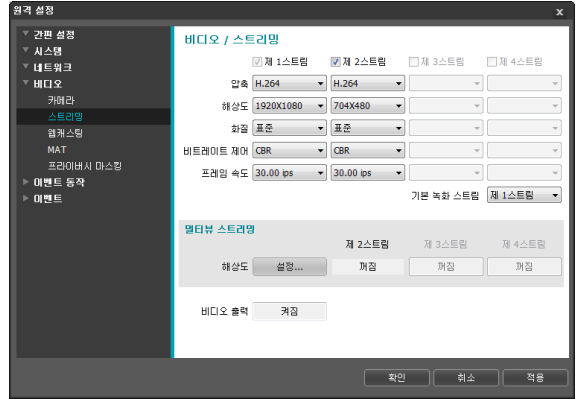 원격 설정
x
간편 설정
시스템
네트워크
비디오
카메라
스트리밍
웹캐스팅
MAT
프라이버시 마스킹
이벤트 동작
이벤트
비디오 / 스트리밍
제 1스트림 제 2스트림 제 3스트림 제 4스트림
압축 H.264 H.264
해상도 1920X1080 704X480
화질 표준 표준
비트레이트 제어 CBR CBR
프레임 속도 30.00 ips 30.00 ips
기본 녹화 스트림 제 1스트림
멀티뷰 스트리밍
제 2스트림 제 3스트림 제 4스트림
해상도 설정... 꺼짐 꺼짐 꺼짐
비디오 출력 켜짐
확인 취소 적용